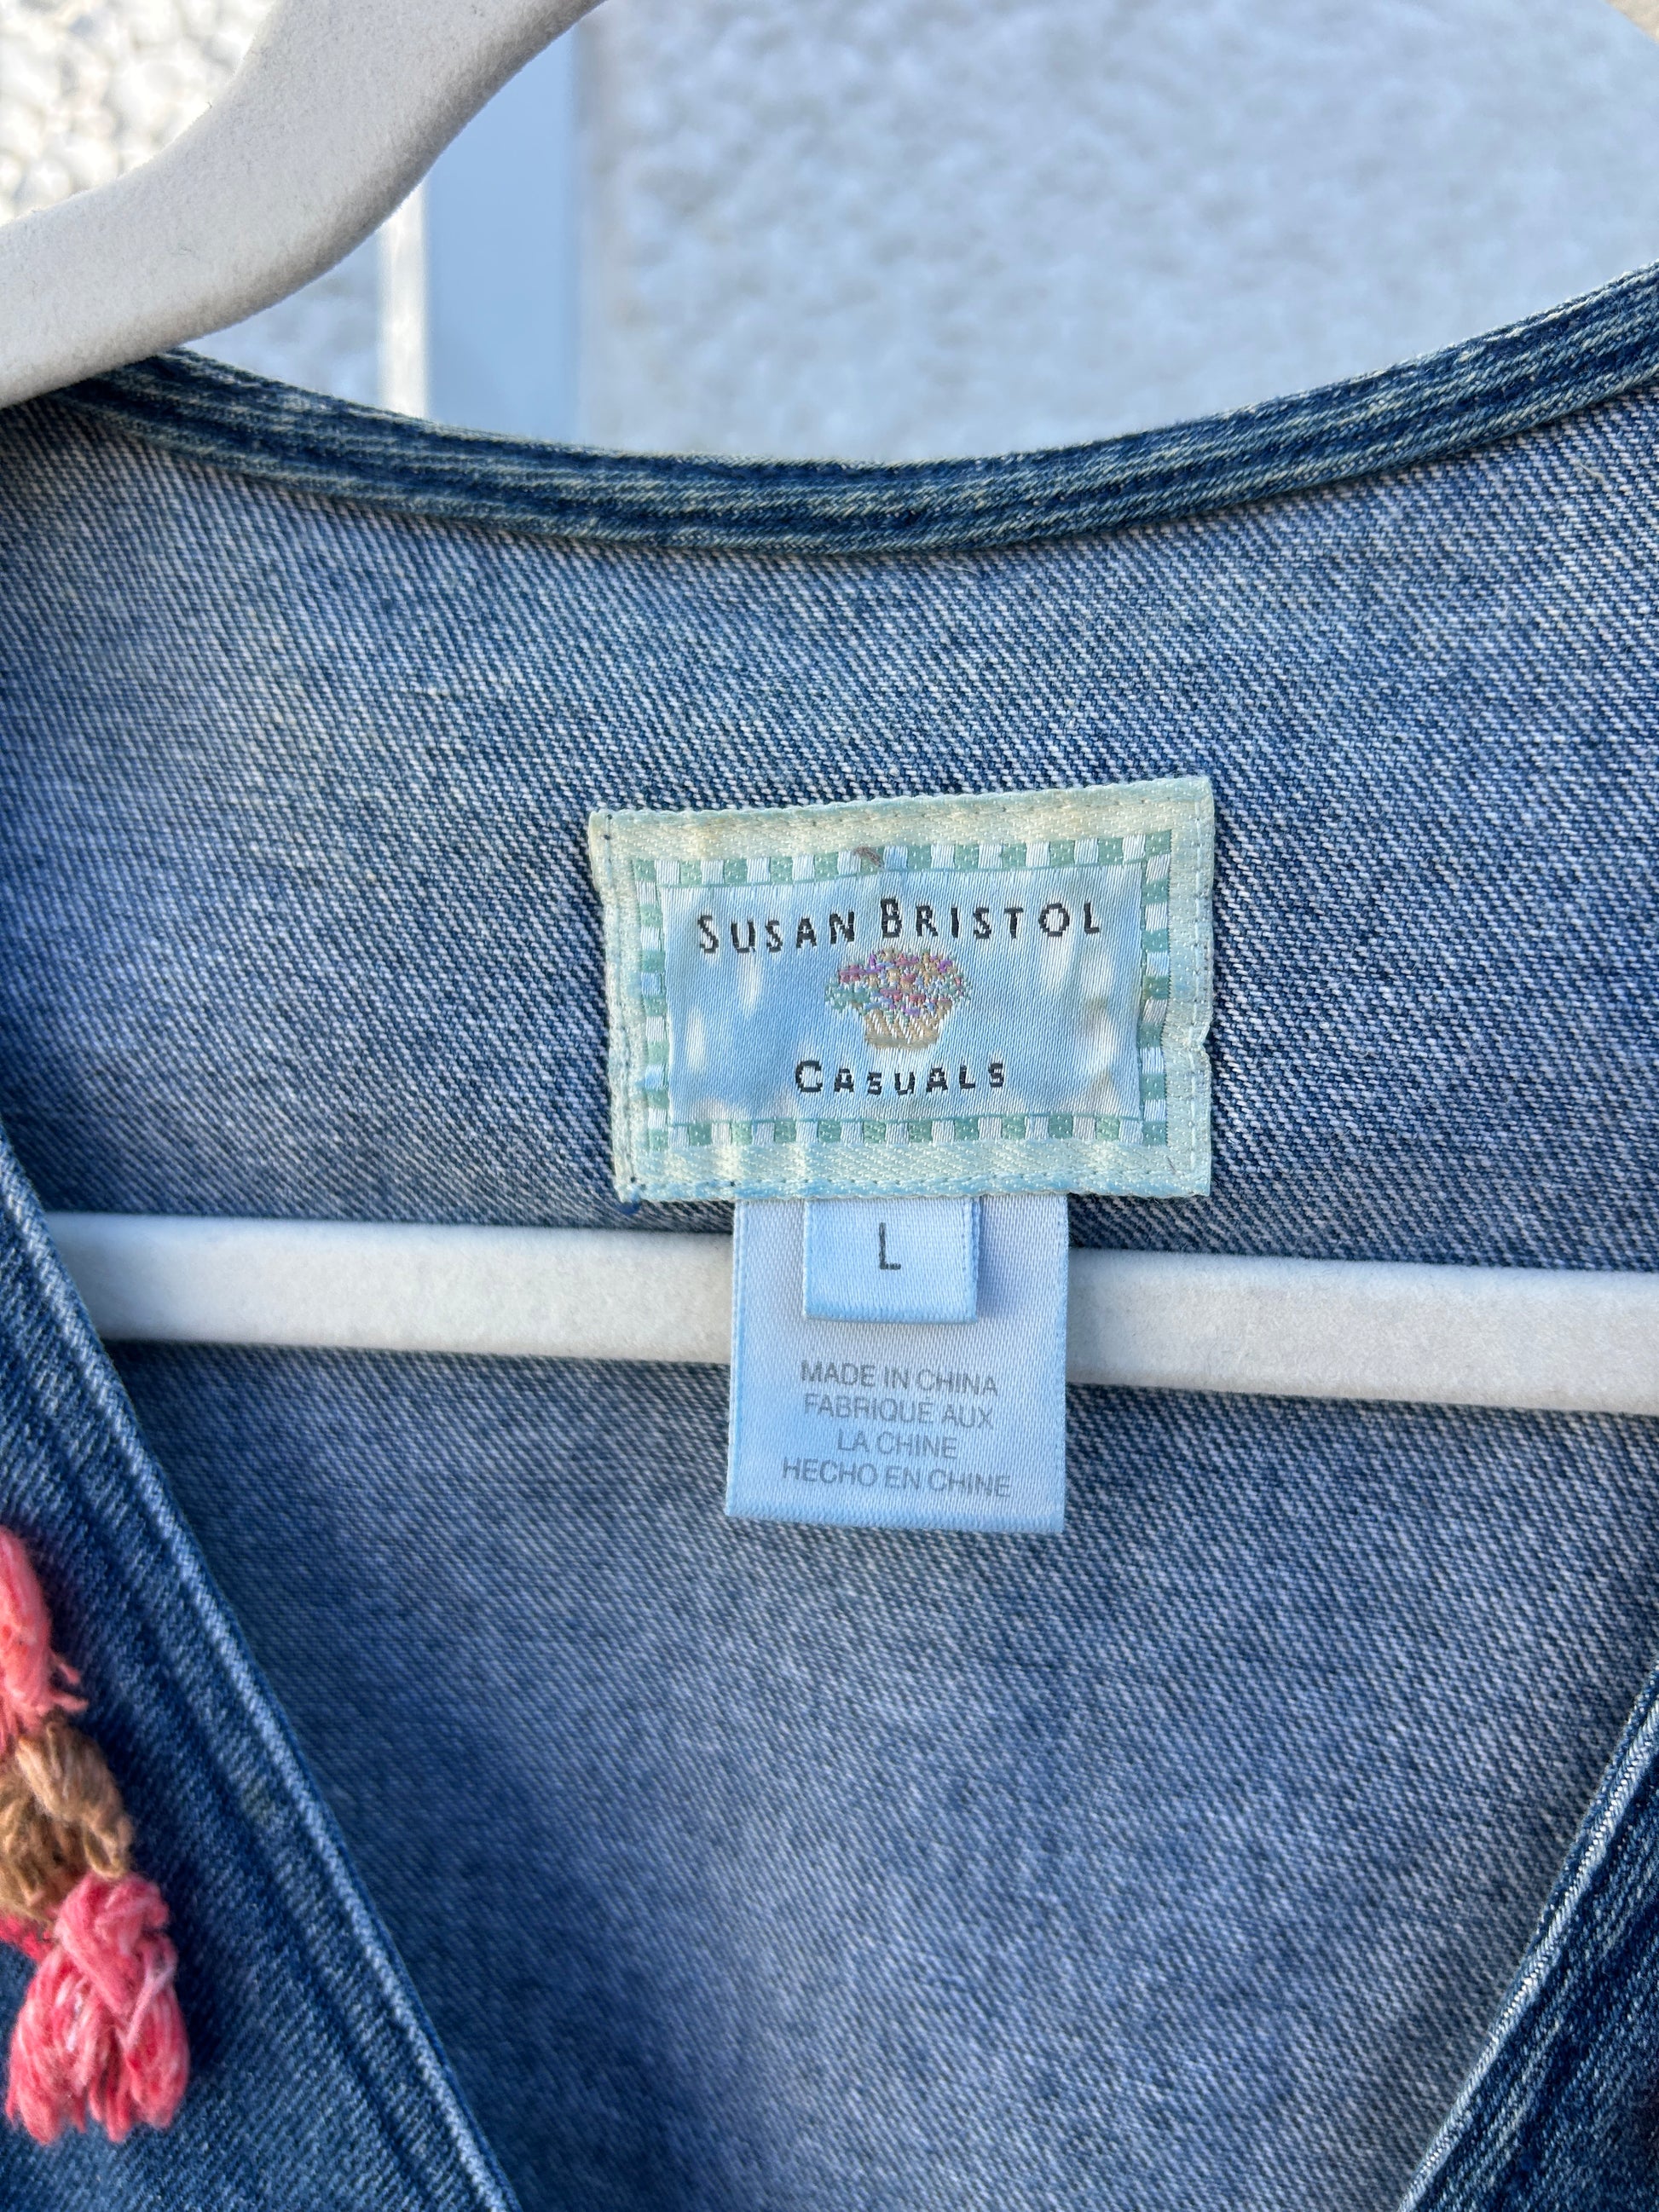 SUSAN BRISTOL
CASUALS
L
MADE IN CHINA
FABRIQUE AUX
LA CHINE
HECHO EN CHINE